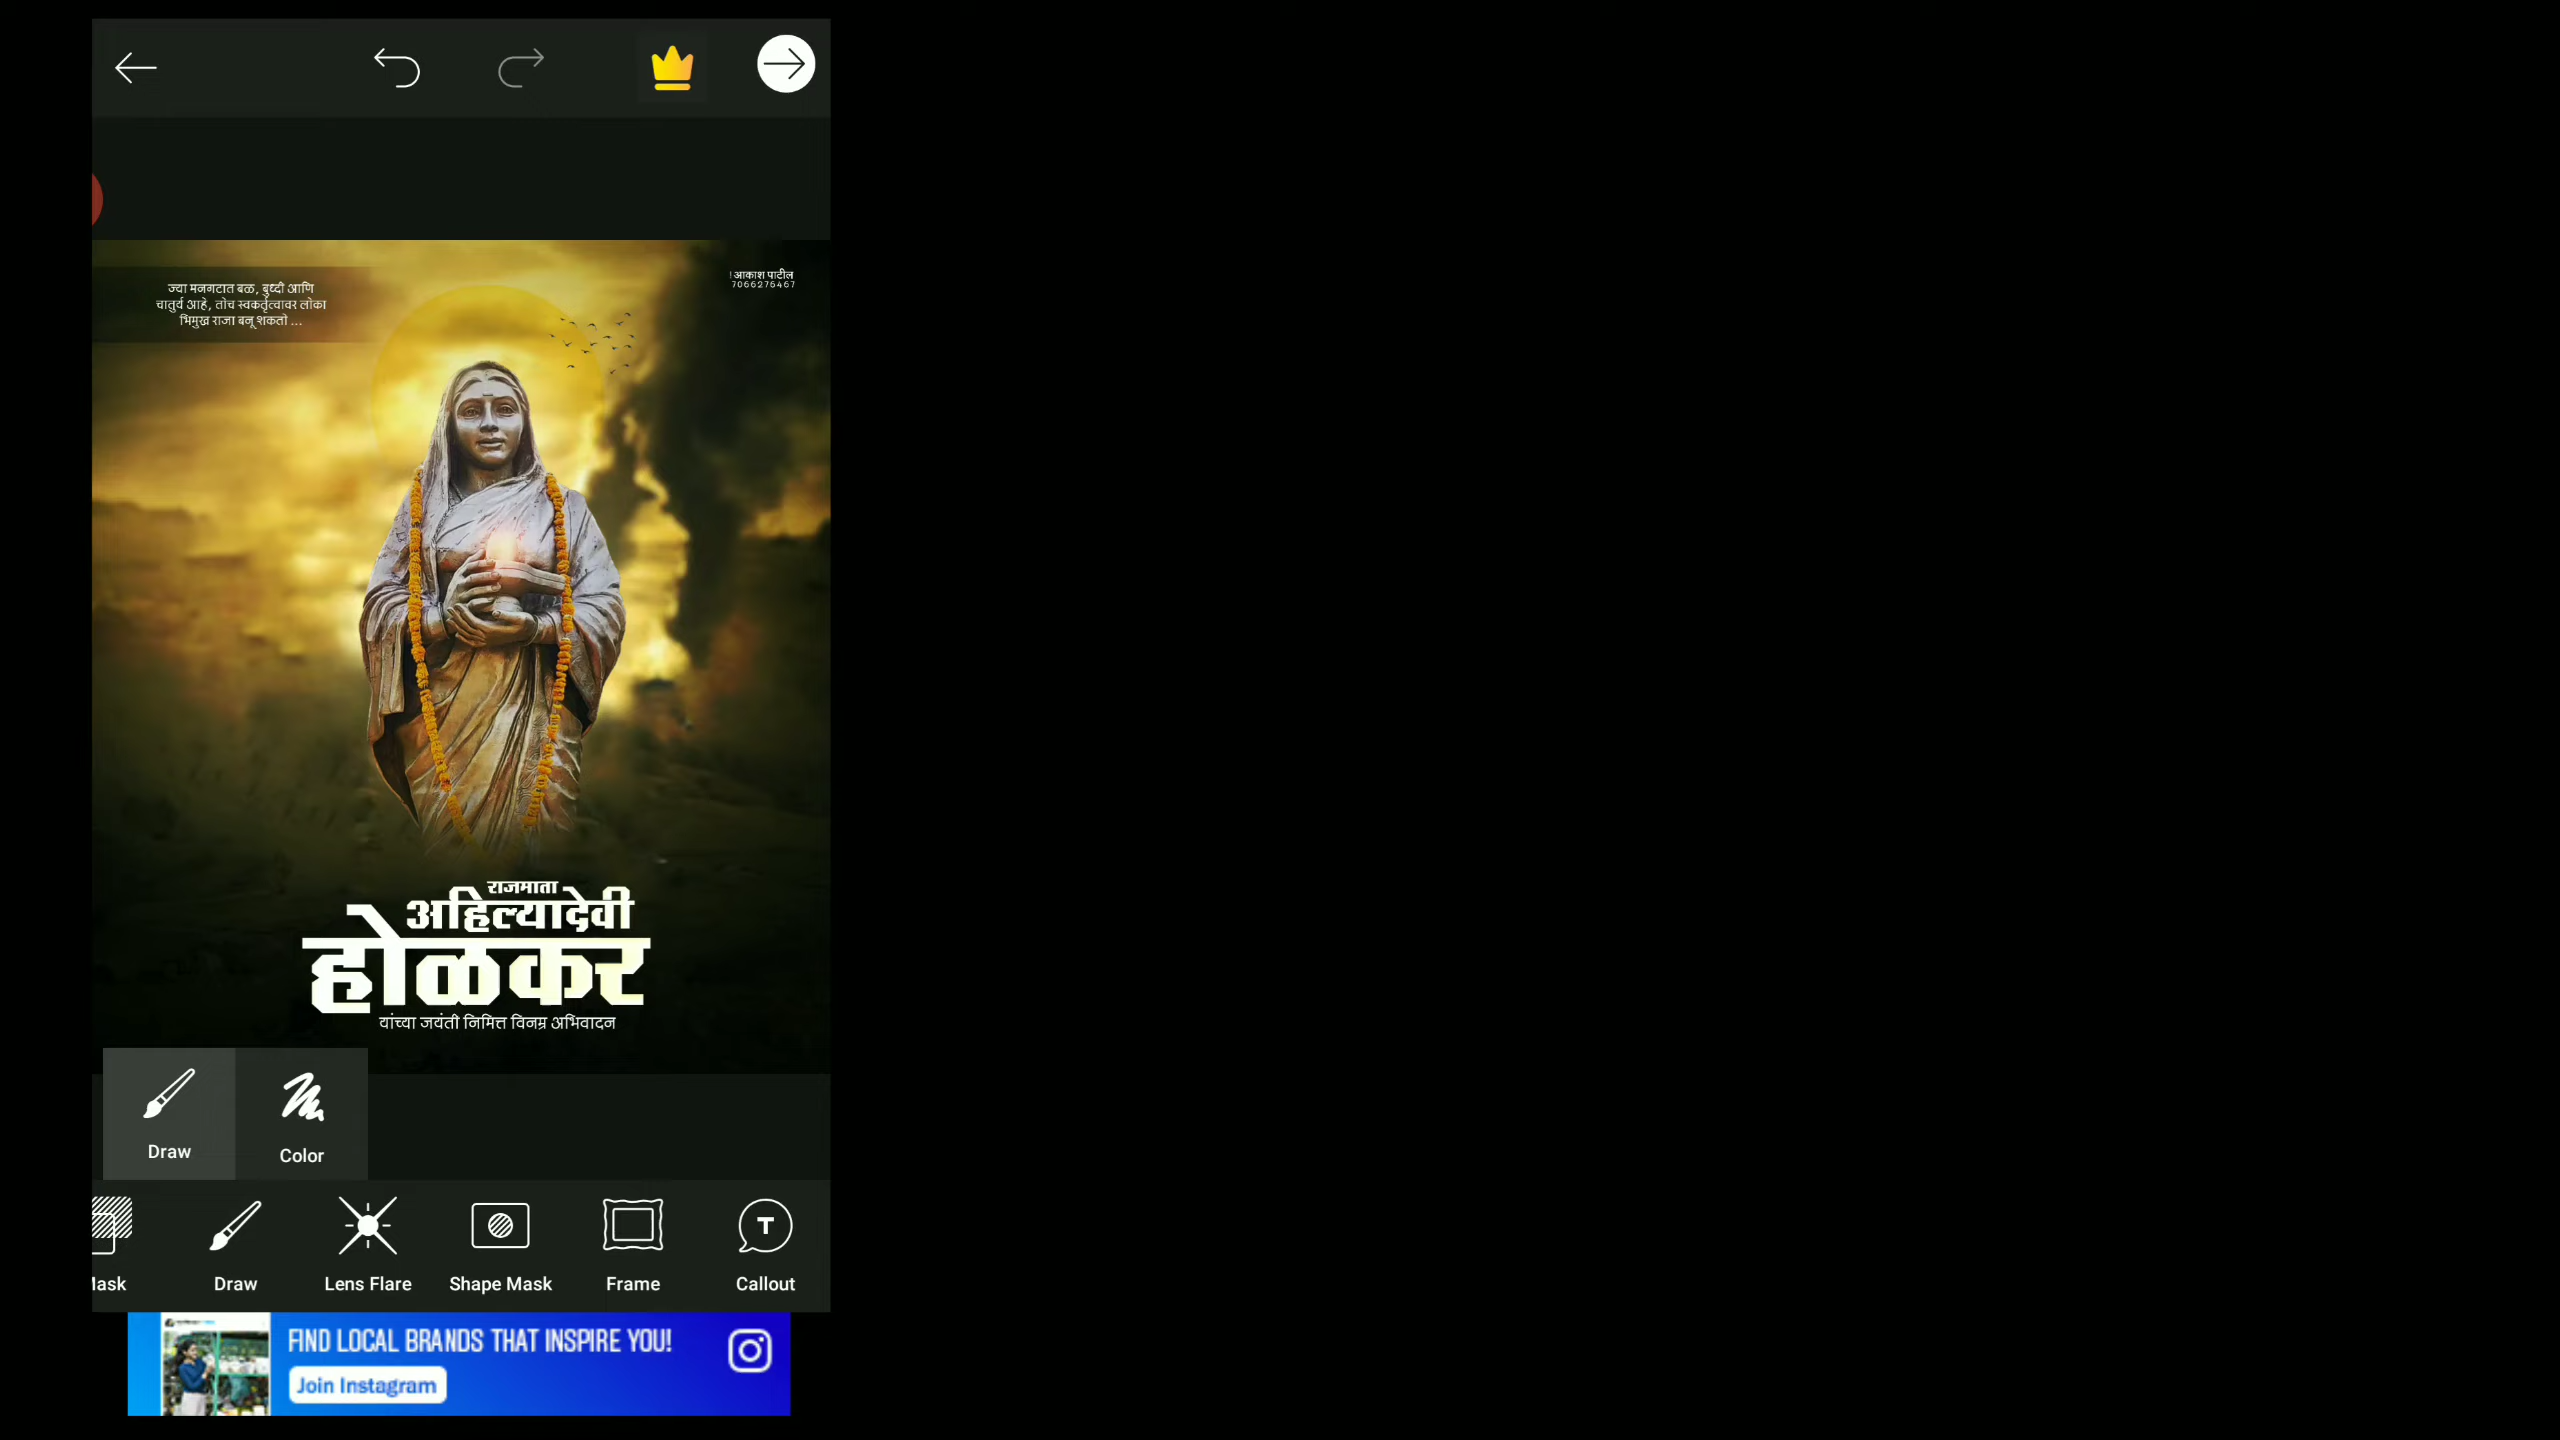 ज्या मनगटात बळ, बुध्दी आणि
चातुर्य आहे, तोच स्वकर्तृत्वावर लोका
भिमुख राजा बनू शकतो ...
! आकाश पाटील
7066276467
राजमाता
अहिल्यादेवी
होळकर
यांच्या जयंती निमित्त विनम्र अभिवादन
Draw
Color
Mask
Draw
Lens Flare
Shape Mask
Frame
Callout
FIND LOCAL BRANDS THAT INSPIRE YOU!
Join Instagram